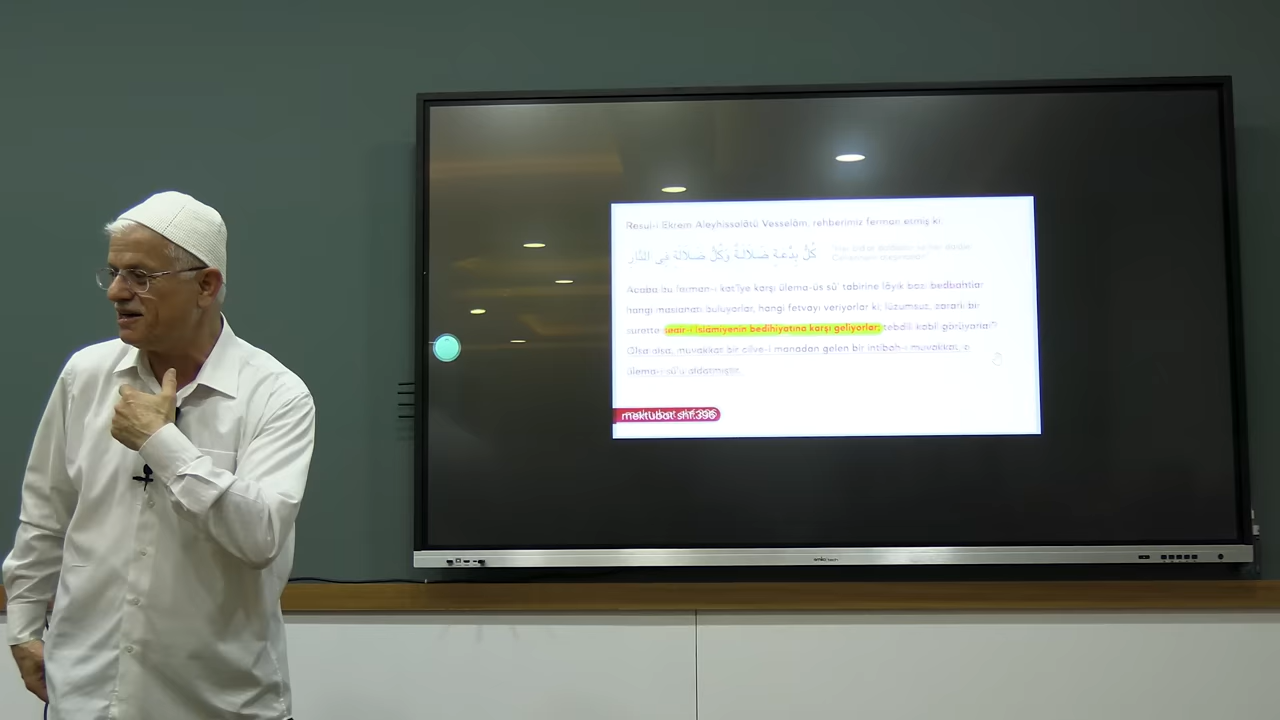 Resul-i Ekrem Aleyhissalâtü Vesselâm, rehberimiz ferman etmiş ki:
كُلُّ بِدْعَةٍ ضَلَالَةٌ وَكُلُّ ضَلَالَةٍ فِى النَّارِ
Acaba bu ferman-ı kat'îye karşı ülema-üs sû' tabirine lâyık bazı bedbahtlar
hangi maslahatı buluyorlar, hangi fetvayı veriyorlar ki; lüzumsuz, zararlı bir
surette şeair-i İslâmiyenin bedihiyatına karşı geliyorlar; tebdili kabil görüyorlar?
Olsa olsa, muvakkat bir cilve-i manadan gelen bir intibah-ı muvakkat, o
ülema-i sû'u aldatmıştır.
mektubat shf:396